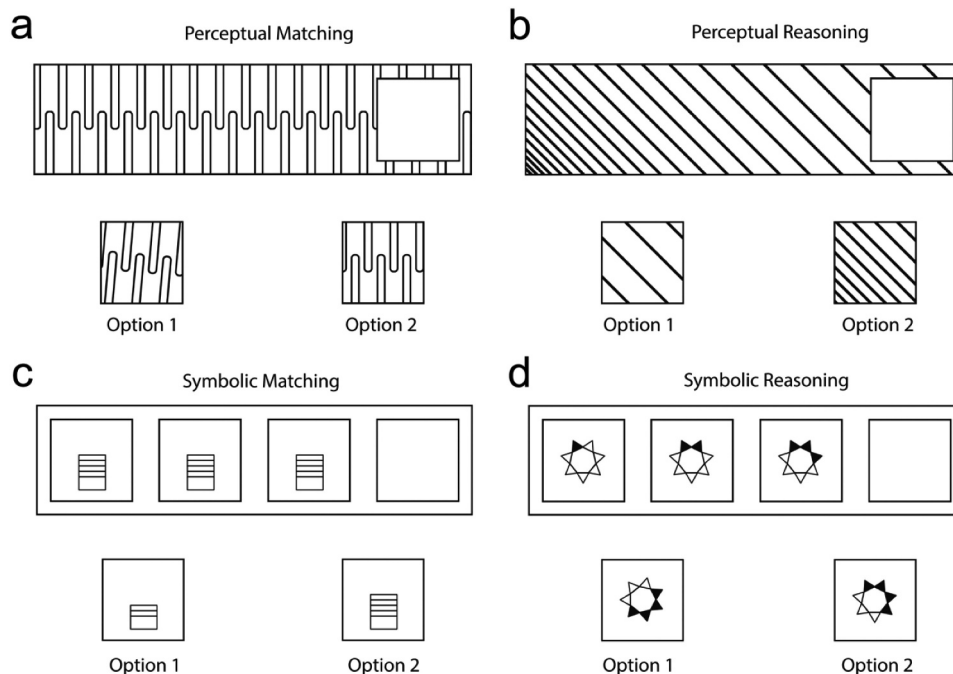 a
Perceptual Matching
Option 1
Option 2
b
Perceptual Reasoning
Option 1
Option 2
c
Symbolic Matching
Option 1
Option 2
d
Symbolic Reasoning
Option 1
Option 2